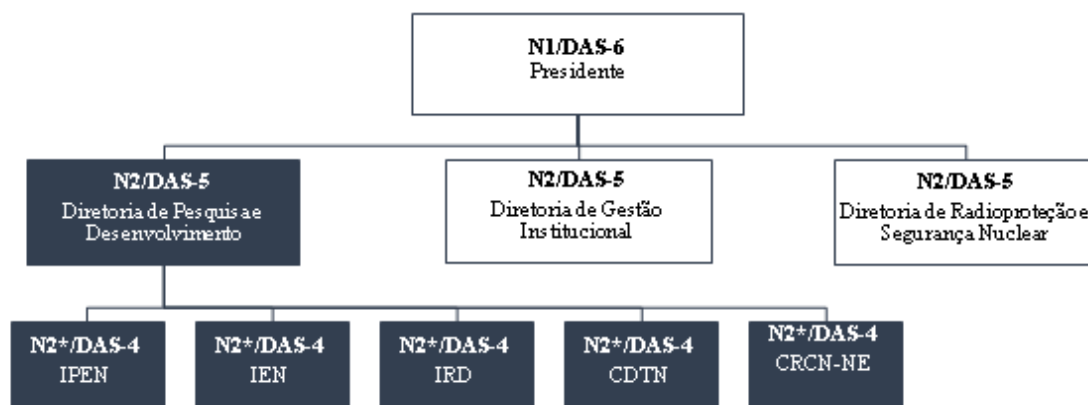 N1/DAS-6
Presidente
N2/DAS-5
Diretoria de Pesquisa e
Desenvolvimento
N2/DAS-5
Diretoria de Gestão
Institucional
N2/DAS-5
Diretoria de Radioproteção e
Segurança Nuclear
N2*/DAS-4
IPEN
N2*/DAS-4
IEN
N2*/DAS-4
IRD
N2*/DAS-4
CDTN
N2*/DAS-4
CRCN-NE